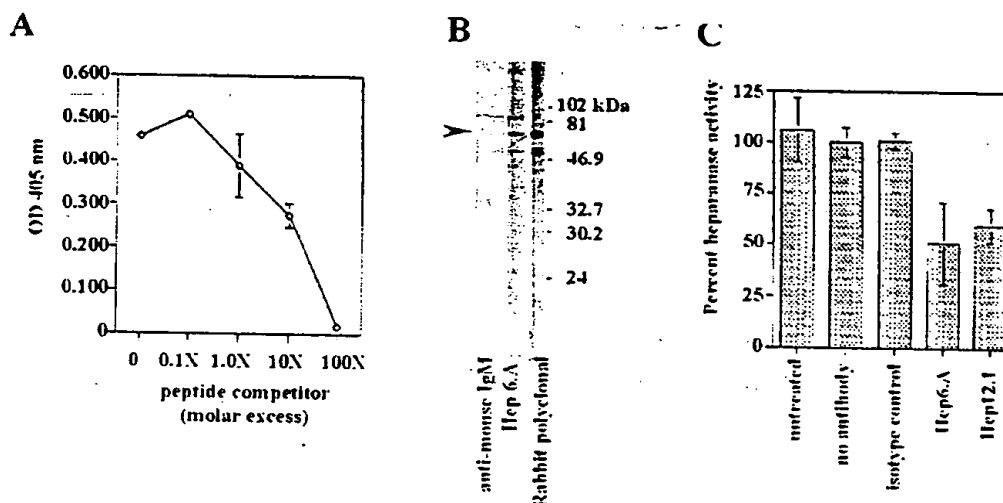 A
0.600
0.500
0.400
0.300
0.200
0.100
0
OD 405 nm
0 0.1X 1.0X 10X 100X
peptide competitor
(molar excess)
B
102 kDa
81
46.9
32.7
30.2
24
anti-mouse IgM
Hep 6.A
Rabbit polyclonal
C
125
100
75
50
25
0
Percent heparanase activity
untreated
no antibody
isotype control
Hep6.A
Hep12.1